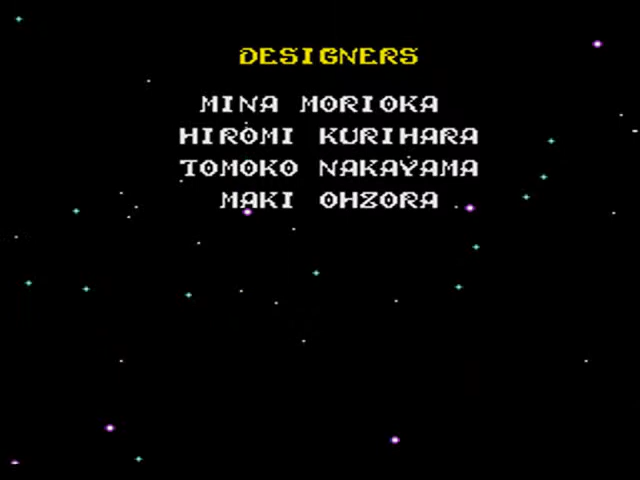 DESIGNERS
MINA MORIOKA
HIROMI KURIHARA
TOMOKO NAKAYAMA
MAKI OHZORA